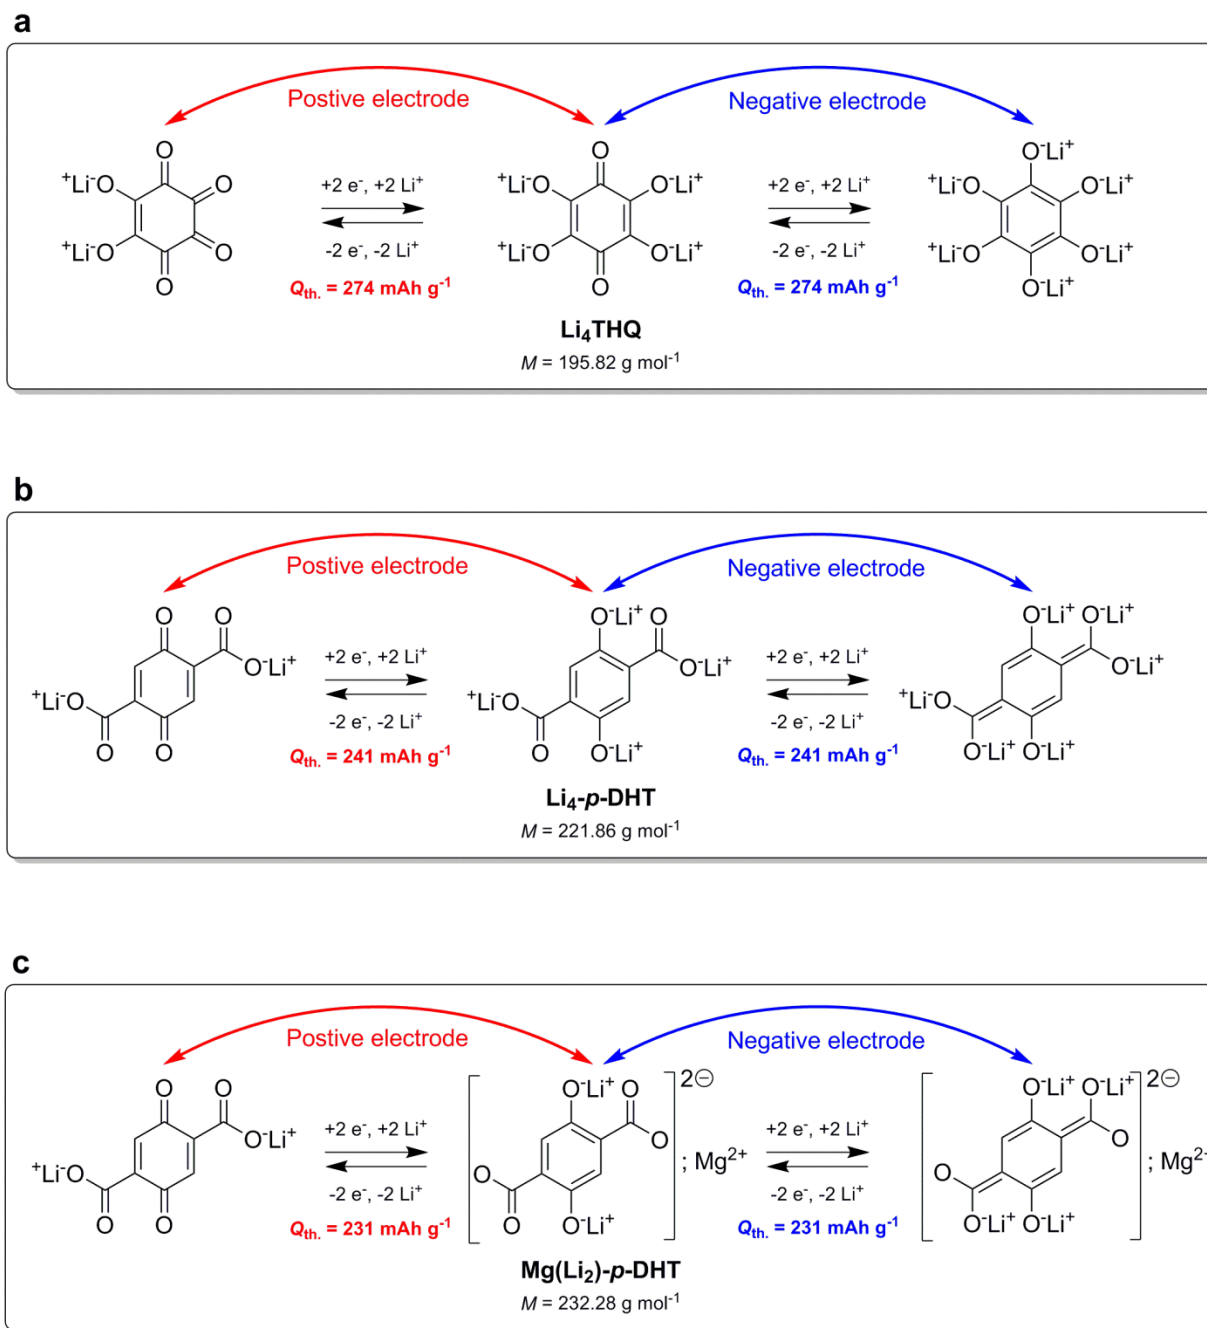 a
Postive electrode
Negative electrode
O
+Li-O
O
+2 e-, +2 Li+
-2 e-, -2 Li+
+Li-O
O
O
Qth. = 274 mAh g-1
O
+Li-O
O-Li+
+2 e-, +2 Li+
-2 e-, -2 Li+
+Li-O
O-Li+
O
Qth. = 274 mAh g-1
O-Li+
+Li-O
O-Li+
+Li-O
O-Li+
O-Li+
Li4THQ
M = 195.82 g mol-1
b
Postive electrode
Negative electrode
O
O
O-Li+
+Li-O
O
O
+2 e-, +2 Li+
-2 e-, -2 Li+
Qth. = 241 mAh g-1
O-Li+
O
O-Li+
+Li-O
O
O-Li+
+2 e-, +2 Li+
-2 e-, -2 Li+
Qth. = 241 mAh g-1
O-Li+
O-Li+
O-Li+
+Li-O
O-Li+
O-Li+
Li4-p-DHT
M = 221.86 g mol-1
c
Postive electrode
Negative electrode
O
O
O-Li+
+Li-O
O
O
+2 e-, +2 Li+
-2 e-, -2 Li+
Qth. = 231 mAh g-1
2⊖
O-Li+
O
O
O
O
O-Li+
; Mg2+
+2 e-, +2 Li+
-2 e-, -2 Li+
Qth. = 231 mAh g-1
2⊖
O-Li+
O-Li+
O
O
O-Li+
O-Li+
; Mg2+
Mg(Li2)-p-DHT
M = 232.28 g mol-1